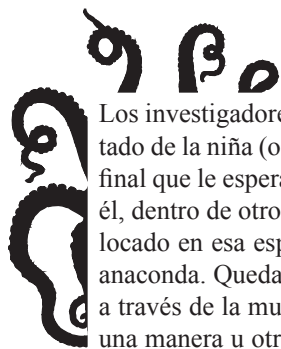 Los investigadore
tado de la niña (o
final que le espera
él, dentro de otro
locado en esa esp
anaconda. Queda
a través de la mu
una manera u otr